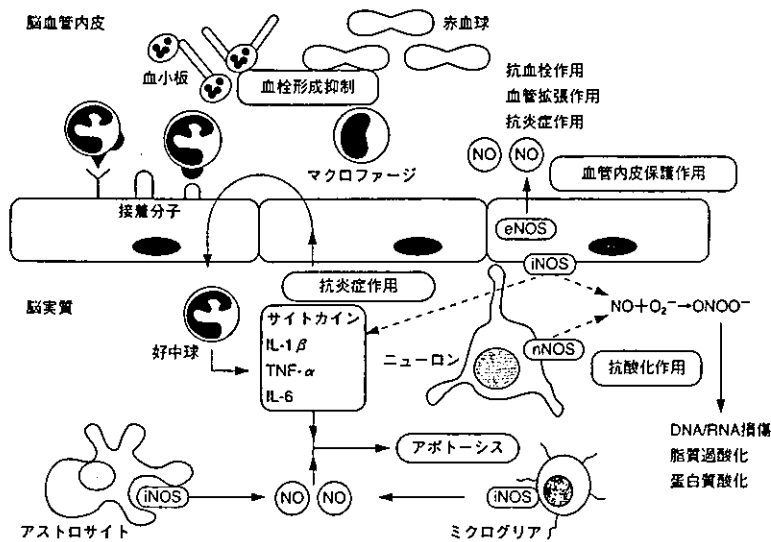 脳血管内皮
赤血球
血小板
血栓形成抑制
抗血栓作用
血管拡張作用
抗炎症作用
NO
NO
マクロファージ
血管内皮保護作用
接着分子
eNOS
iNOS
抗炎症作用
脳実質
NO+O₂⁻→ONOO⁻
サイトカイン
IL-1β
TNF-α
IL-6
好中球
ニューロン
nNOS
抗酸化作用
DNA/RNA損傷
脂質過酸化
蛋白質酸化
アポトーシス
iNOS
NO
NO
iNOS
アストロサイト
ミクログリア